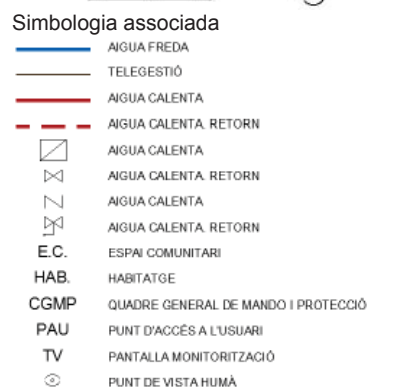 Simbologia associada
AIGUA FREDA
TELEGESTIÓ
AIGUA CALENTA
AIGUA CALENTA. RETORN
AIGUA CALENTA
AIGUA CALENTA. RETORN
AIGUA CALENTA
AIGUA CALENTA. RETORN
E.C. ESPAI COMUNITARI
HAB. HABITATGE
CGMP QUADRE GENERAL DE MANDO I PROTECCIÓ
PAU PUNT D'ACCÉS A L'USUARI
TV PANTALLA MONITORITZACIÓ
PUNT DE VISTA HUMÀ